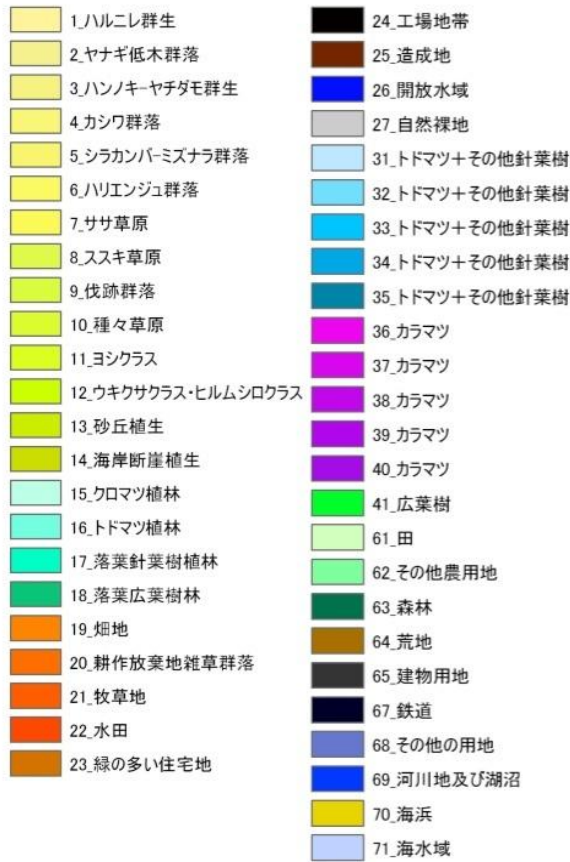 1_ハルニレ群生
2_ヤナギ低木群落
3_ハンノキ-ヤチダモ群生
4_カシワ群落
5_シラカンバ-ミズナラ群落
6_ハリエンジュ群落
7_ササ草原
8_ススキ草原
9_伐跡群落
10_種々草原
11_ヨシクラス
12_ウキクサクラス・ヒルムシロクラス
13_砂丘植生
14_海岸断崖植生
15_クロマツ植林
16_トドマツ植林
17_落葉針葉樹植林
18_落葉広葉樹林
19_畑地
20_耕作放棄地雑草群落
21_牧草地
22_水田
23_緑の多い住宅地
24_工場地帯
25_造成地
26_開放水域
27_自然裸地
31_トドマツ+その他針葉樹
32_トドマツ+その他針葉樹
33_トドマツ+その他針葉樹
34_トドマツ+その他針葉樹
35_トドマツ+その他針葉樹
36_カラマツ
37_カラマツ
38_カラマツ
39_カラマツ
40_カラマツ
41_広葉樹
61_田
62_その他農用地
63_森林
64_荒地
65_建物用地
67_鉄道
68_その他の用地
69_河川地及び湖沼
70_海浜
71_海水域